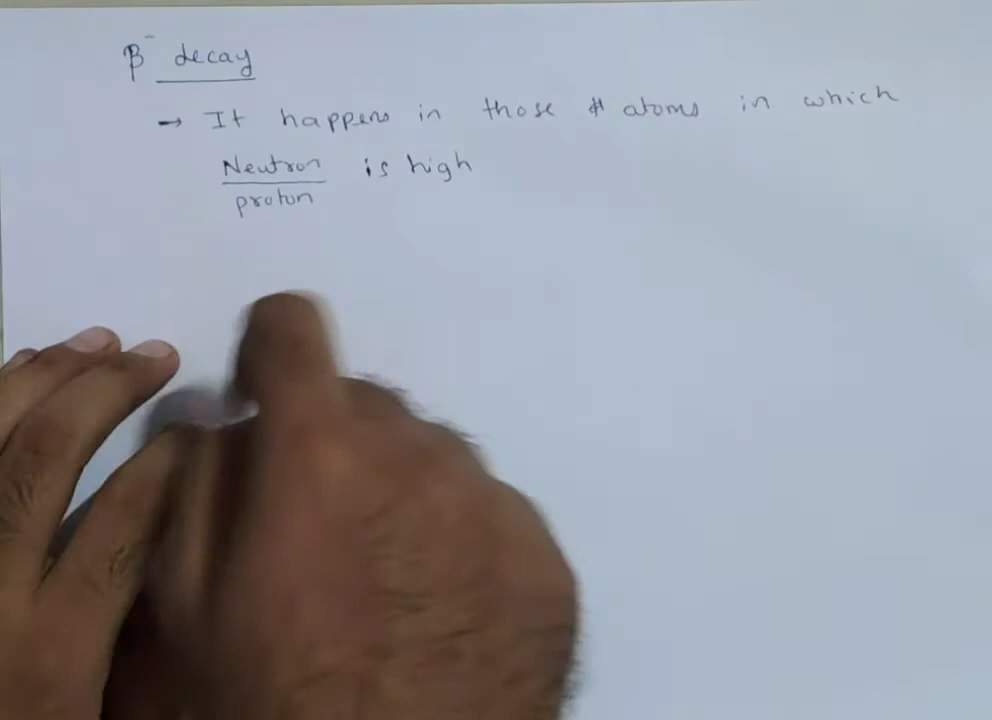 β⁻ decay
→ It happens in those atoms in which
Neutron is high
proton